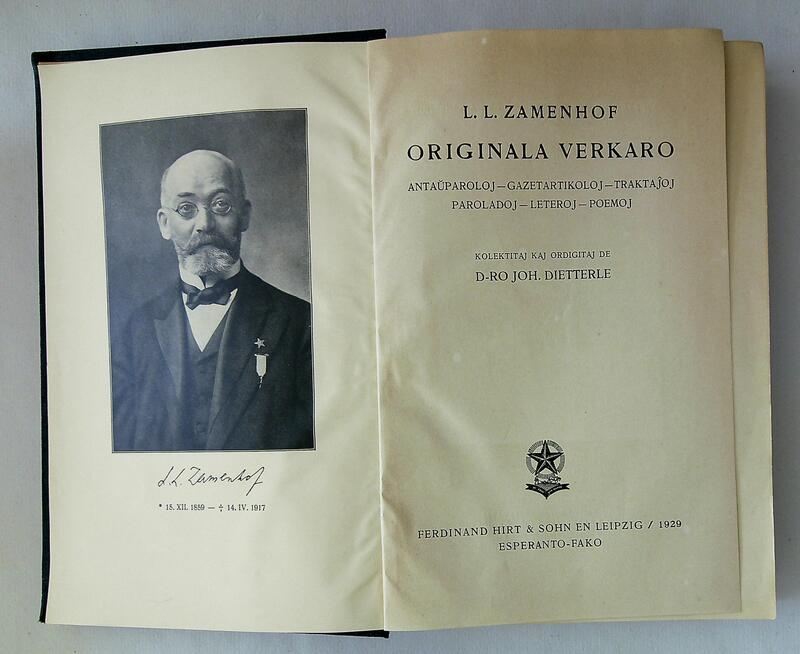 L. L. Zamenhof
* 15. XII. 1859 — † 14. IV. 1917
L. L. ZAMENHOF
ORIGINALA VERKARO
ANTAŬPAROLOJ—GAZETARTIKOLOJ—TRAKTAĴOJ
PAROLADOJ—LETEROJ—POEMOJ
KOLEKTITAJ KAJ ORDIGITAJ DE
D-RO JOH. DIETTERLE
FERDINAND HIRT & SOHN EN LEIPZIG / 1929
ESPERANTO-FAKO